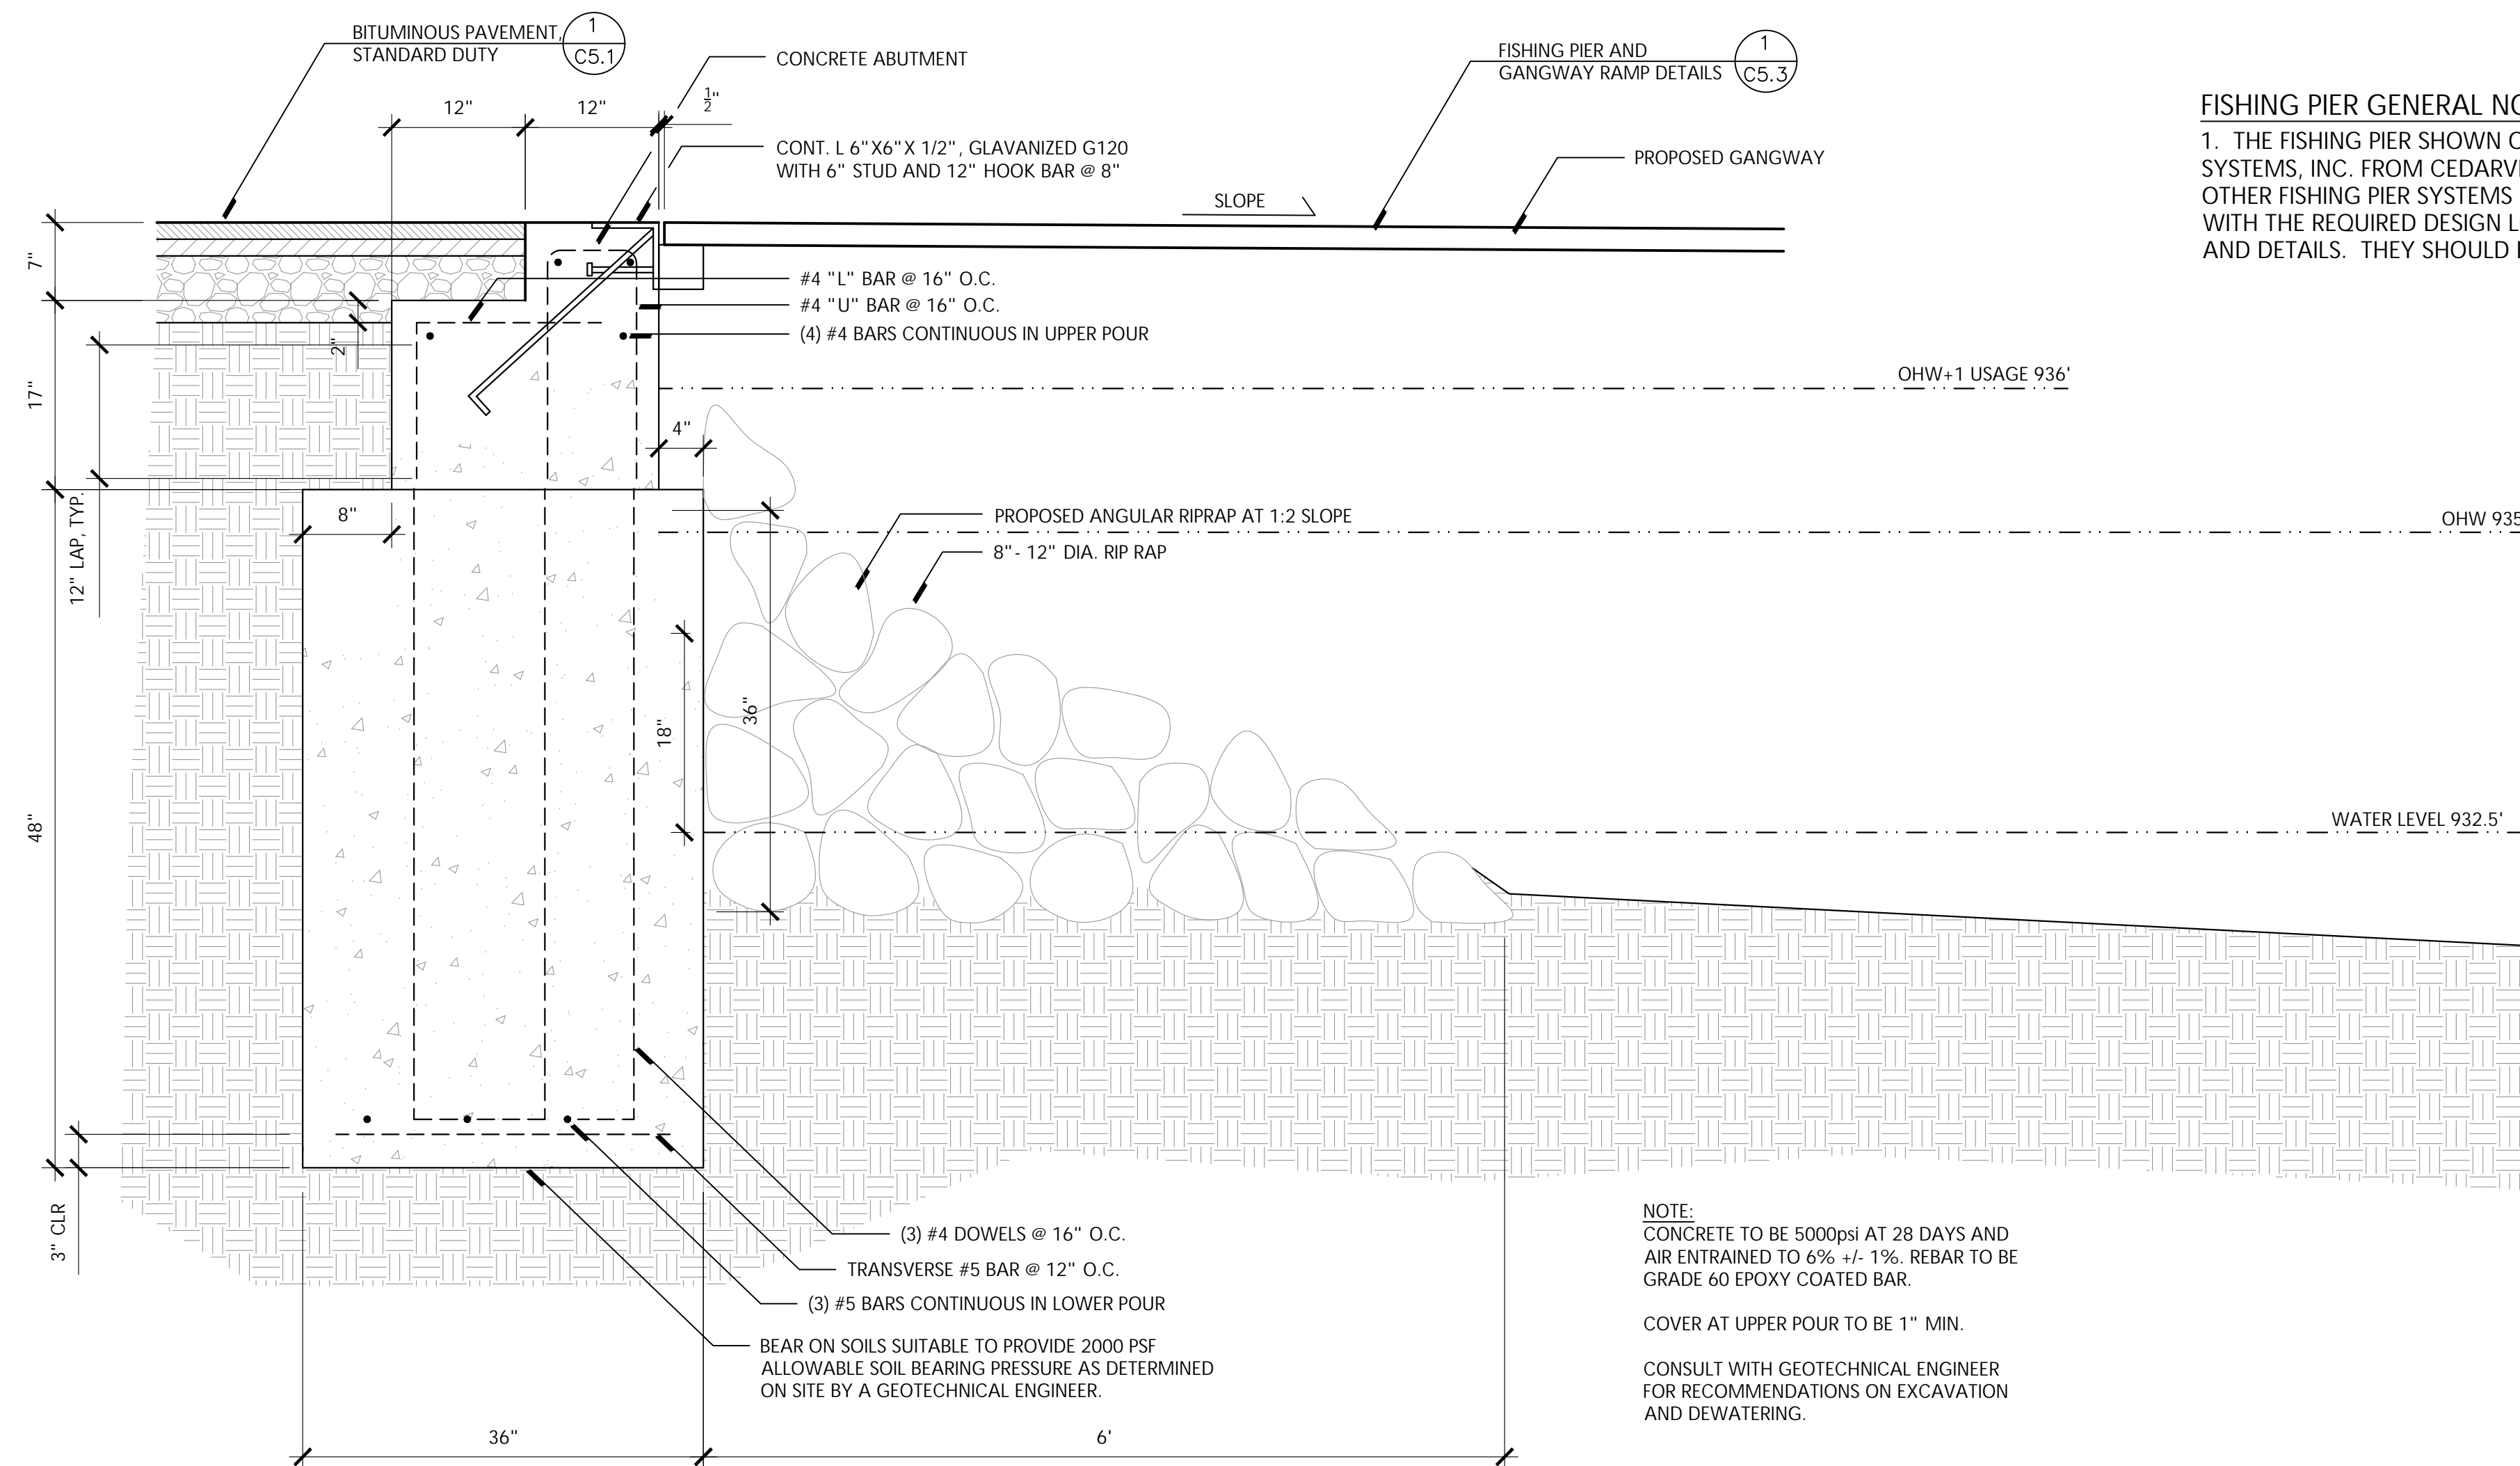 BITUMINOUS PAVEMENT,
STANDARD DUTY
1
C5.1
CONCRETE ABUTMENT
12"
12"
1/2"
CONT. L 6"X6"X 1/2", GLAVANIZED G120
WITH 6" STUD AND 12" HOOK BAR @ 8"
FISHING PIER AND
GANGWAY RAMP DETAILS
1
C5.3
PROPOSED GANGWAY
SLOPE
FISHING PIER GENERAL
1. THE FISHING PIER SHOWN
SYSTEMS, INC. FROM
OTHER FISHING PIER SYSTEMS
WITH THE REQUIRED DESIGN
AND DETAILS. THEY SHOULD
7"
#4 "L" BAR @ 16" O.C.
#4 "U" BAR @ 16" O.C.
(4) #4 BARS CONTINUOUS IN UPPER POUR
2"
17"
OHW+1 USAGE 936'
4"
12" LAP, TYP.
8"
PROPOSED ANGULAR RIPRAP AT 1:2 SLOPE
8"- 12" DIA. RIP RAP
OHW 935
36"
18"
48"
WATER LEVEL 932.5'
3" CLR
(3) #4 DOWELS @ 16" O.C.
TRANSVERSE #5 BAR @ 12" O.C.
(3) #5 BARS CONTINUOUS IN LOWER POUR
BEAR ON SOILS SUITABLE TO PROVIDE 2000 PSF
ALLOWABLE SOIL BEARING PRESSURE AS DETERMINED
ON SITE BY A GEOTECHNICAL ENGINEER.
NOTE:
CONCRETE TO BE 5000psi AT 28 DAYS AND
AIR ENTRAINED TO 6% +/- 1%. REBAR TO BE
GRADE 60 EPOXY COATED BAR.
COVER AT UPPER POUR TO BE 1" MIN.
CONSULT WITH GEOTECHNICAL ENGINEER
FOR RECOMMENDATIONS ON EXCAVATION
AND DEWATERING.
36"
6'